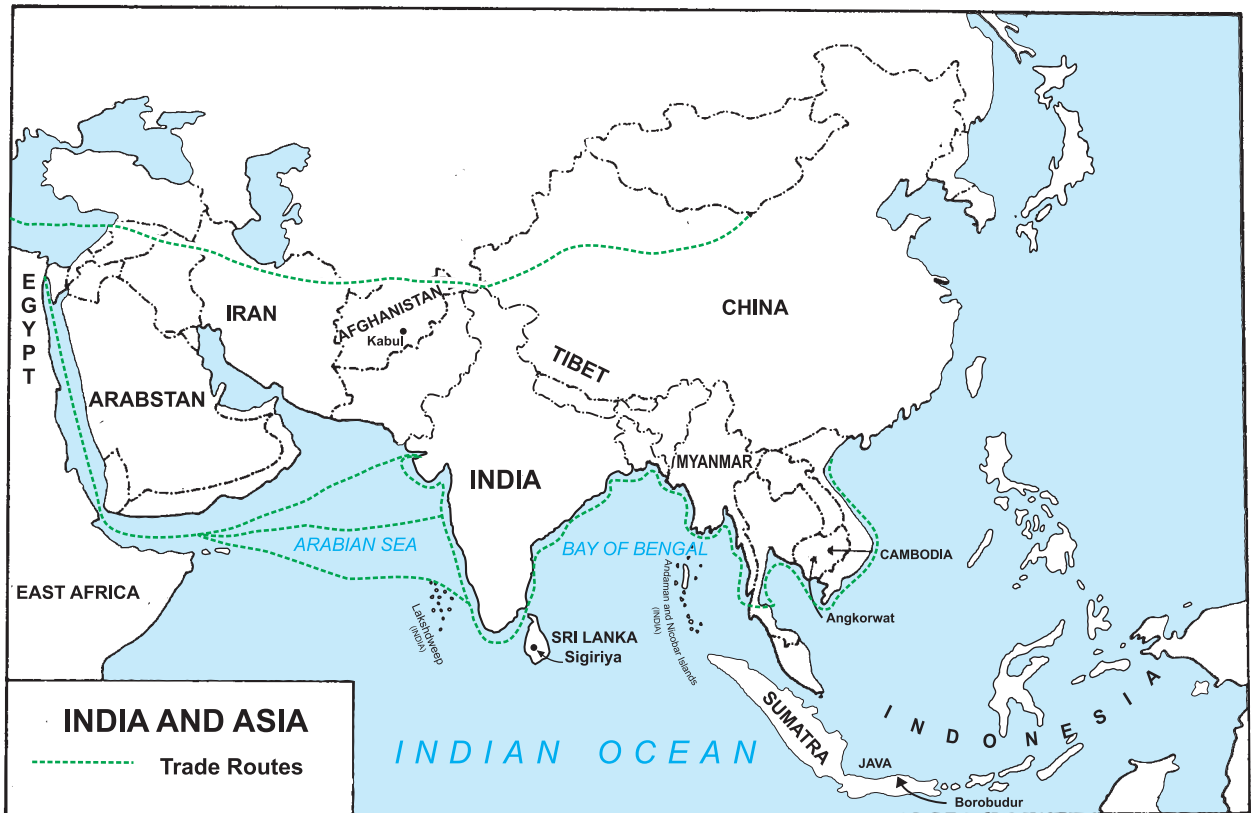 EGYPT
IRAN
AFGHANISTAN
Kabul
CHINA
TIBET
ARABSTAN
INDIA
MYANMAR
ARABIAN SEA
BAY OF BENGAL
CAMBODIA
EAST AFRICA
Lakshdweep
(INDIA)
Andaman and Nicobar Islands
(INDIA)
Angkorwat
SRI LANKA
Sigiriya
INDIA AND ASIA
Trade Routes
INDIAN OCEAN
SUMATRA
INDONESIA
JAVA
Borobudur